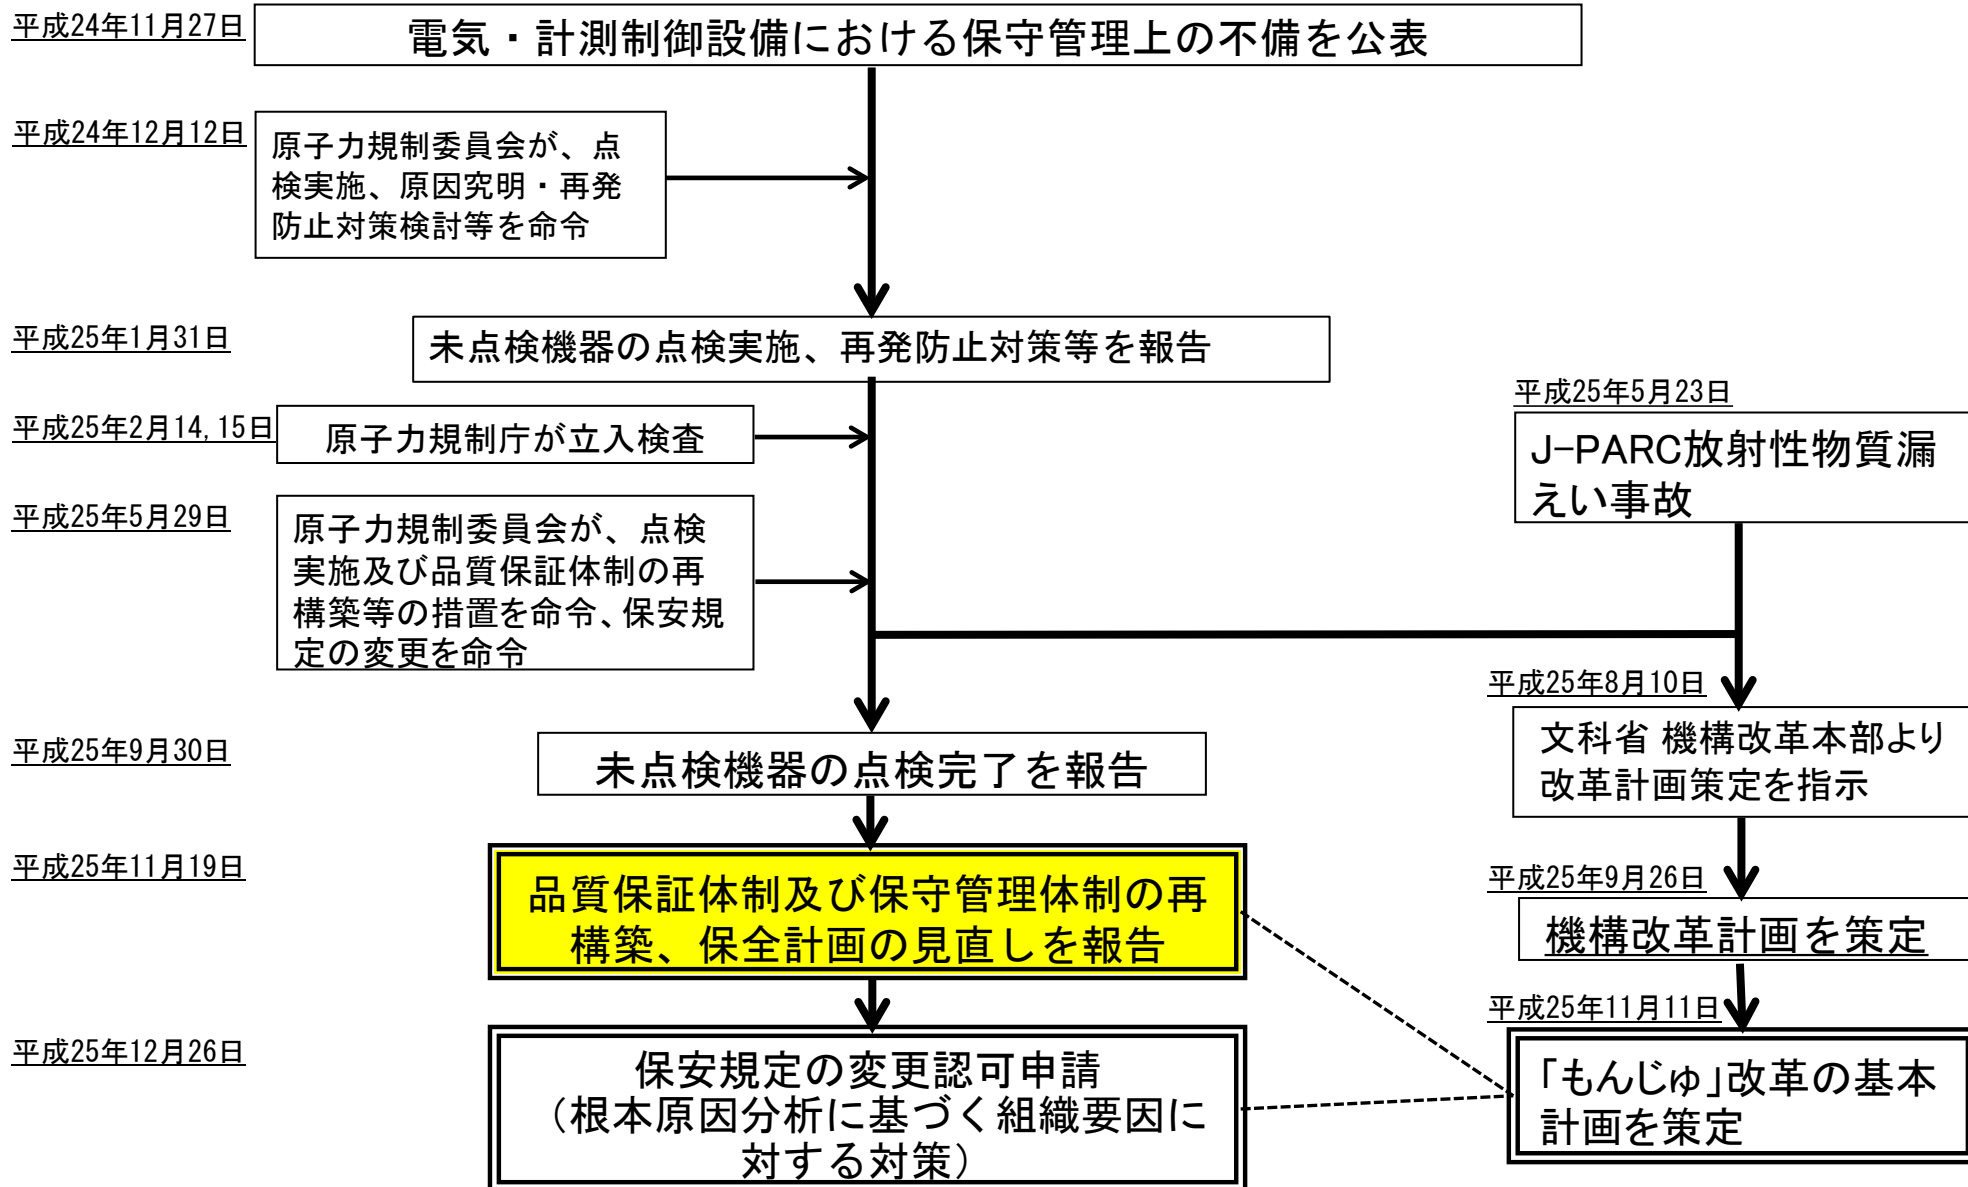 平成24年11月27日
電気・計測制御設備における保守管理上の不備を公表
平成24年12月12日
原子力規制委員会が、点
検実施、原因究明・再発
防止対策検討等を命令
平成25年1月31日
未点検機器の点検実施、再発防止対策等を報告
平成25年2月14,15日
原子力規制庁が立入検査
平成25年5月29日
原子力規制委員会が、点検
実施及び品質保証体制の再
構築等の措置を命令、保安規
定の変更を命令
平成25年9月30日
未点検機器の点検完了を報告
平成25年11月19日
品質保証体制及び保守管理体制の再
構築、保全計画の見直しを報告
平成25年12月26日
保安規定の変更認可申請
（根本原因分析に基づく組織要因に
対する対策）
平成25年5月23日
J-PARC放射性物質漏
えい事故
平成25年8月10日
文科省 機構改革本部より
改革計画策定を指示
平成25年9月26日
機構改革計画を策定
平成25年11月11日
「もんじゅ」改革の基本
計画を策定